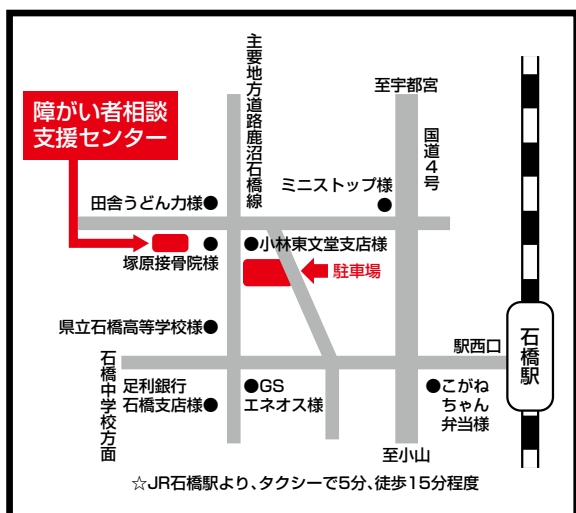 主要地方道路鹿沼石橋線
至宇都宮
国道4号
障がい者相談
支援センター
ミニストップ様
田舎うどん力様
小林東文堂支店様
塚原接骨院様
駐車場
県立石橋高等学校様
駅西口
石橋駅
石橋中学校方面
足利銀行
石橋支店様
GS
エネオス様
こがね
ちゃん
弁当様
至小山
☆JR石橋駅より、タクシーで5分、徒歩15分程度